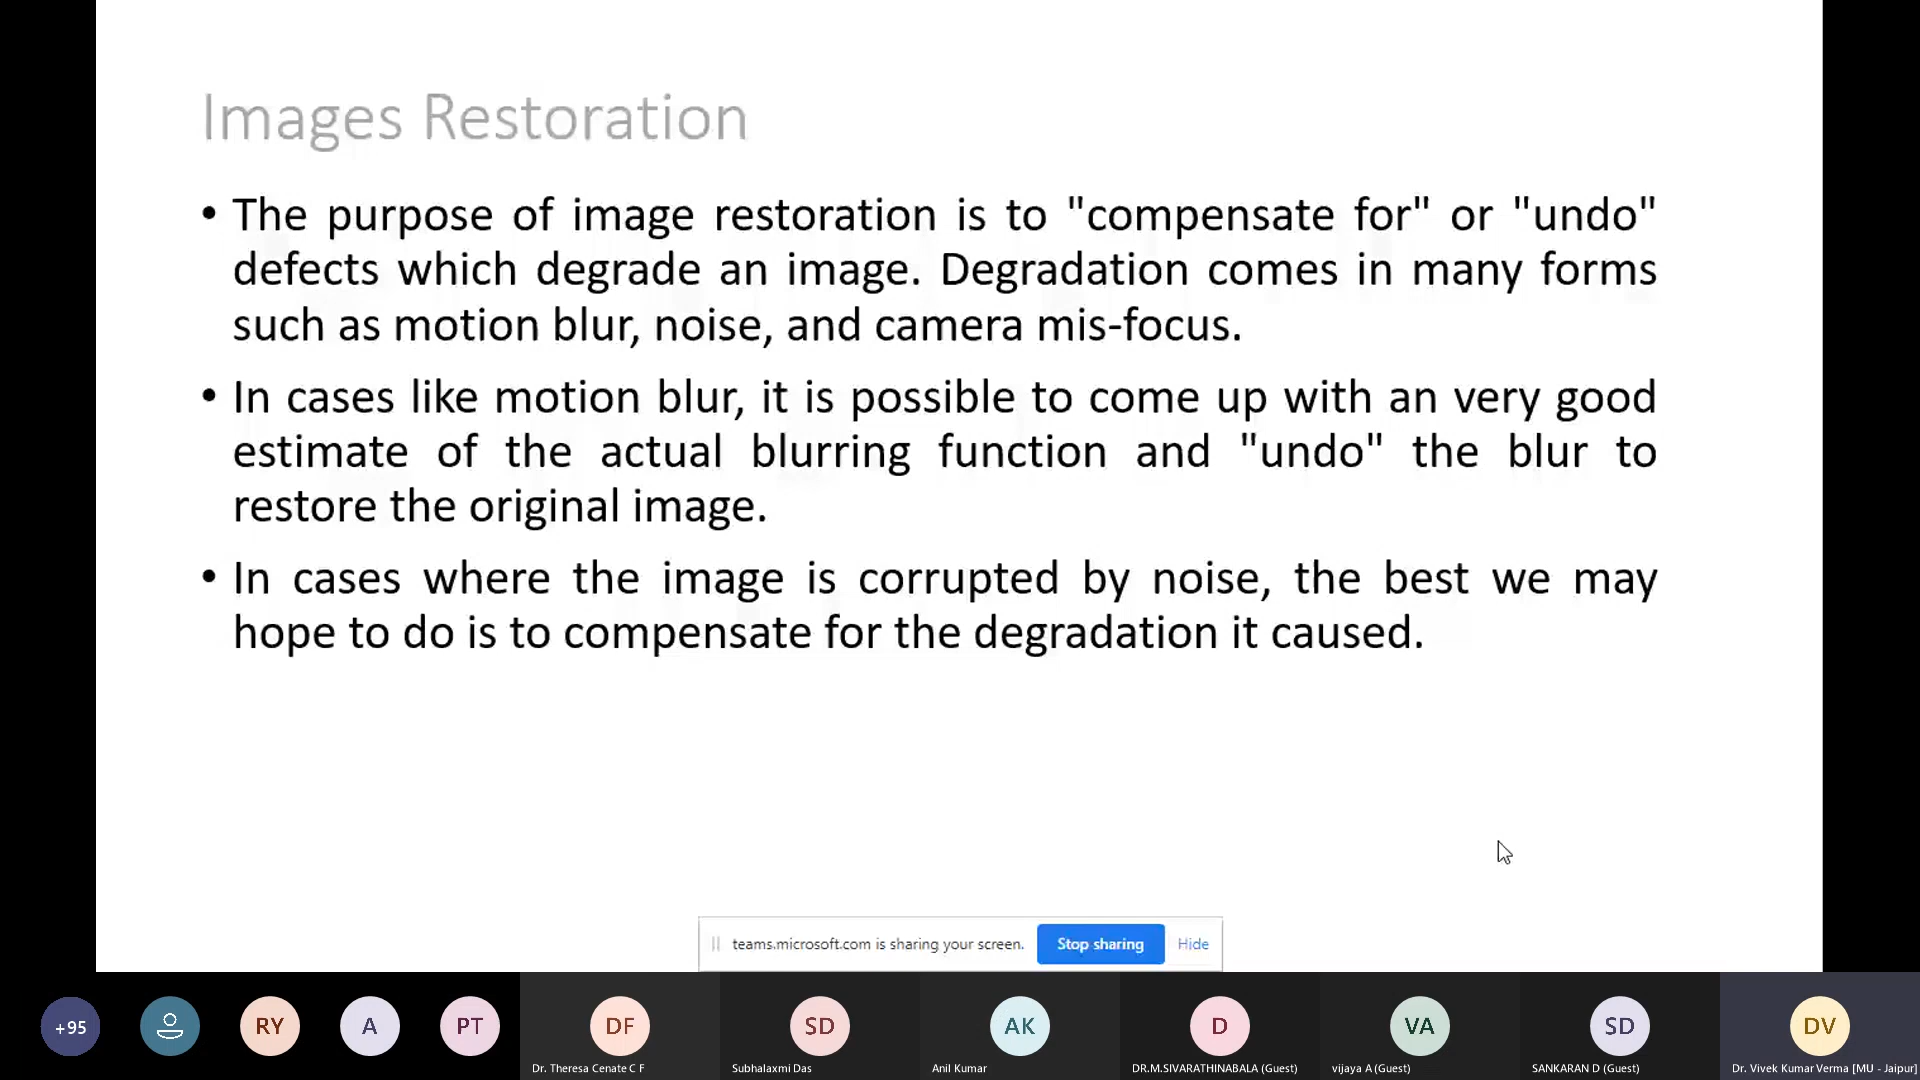 Images Restoration
• The purpose of image restoration is to "compensate for" or "undo"
defects which degrade an image. Degradation comes in many forms
such as motion blur, noise, and camera mis-focus.
• In cases like motion blur, it is possible to come up with an very good
estimate of the actual blurring function and "undo" the blur to
restore the original image.
• In cases where the image is corrupted by noise, the best we may
hope to do is to compensate for the degradation it caused.
teams.microsoft.com is sharing your screen. Stop sharing Hide
+95 RY A PT DF SD AK D VA SD DV
Dr. Theresa Cenate C F Subhalaxmi Das Anil Kumar DR.M.SIVARATHINABALA (Guest) vijaya A (Guest) SANKARAN D (Guest) Dr. Vivek Kumar Verma [MU - Jaipur]